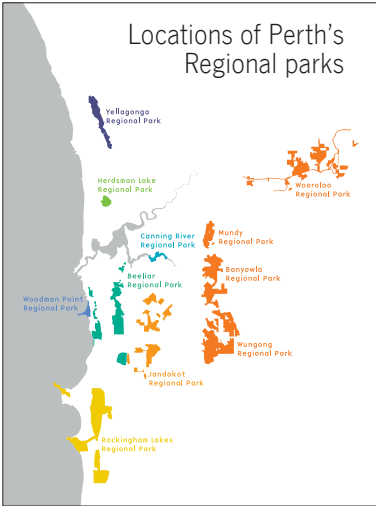 Locations of Perth's
Regional parks
Yellagonga
Regional Park
Wooroloo
Regional Park
Herdsman Lake
Regional Park
Canning River
Regional Park
Mundy
Regional Park
Banyowla
Regional Park
Beeliar
Regional Park
Woodman Point
Regional Park
Wungong
Regional Park
Jandakot
Regional Park
Rockingham Lakes
Regional Park